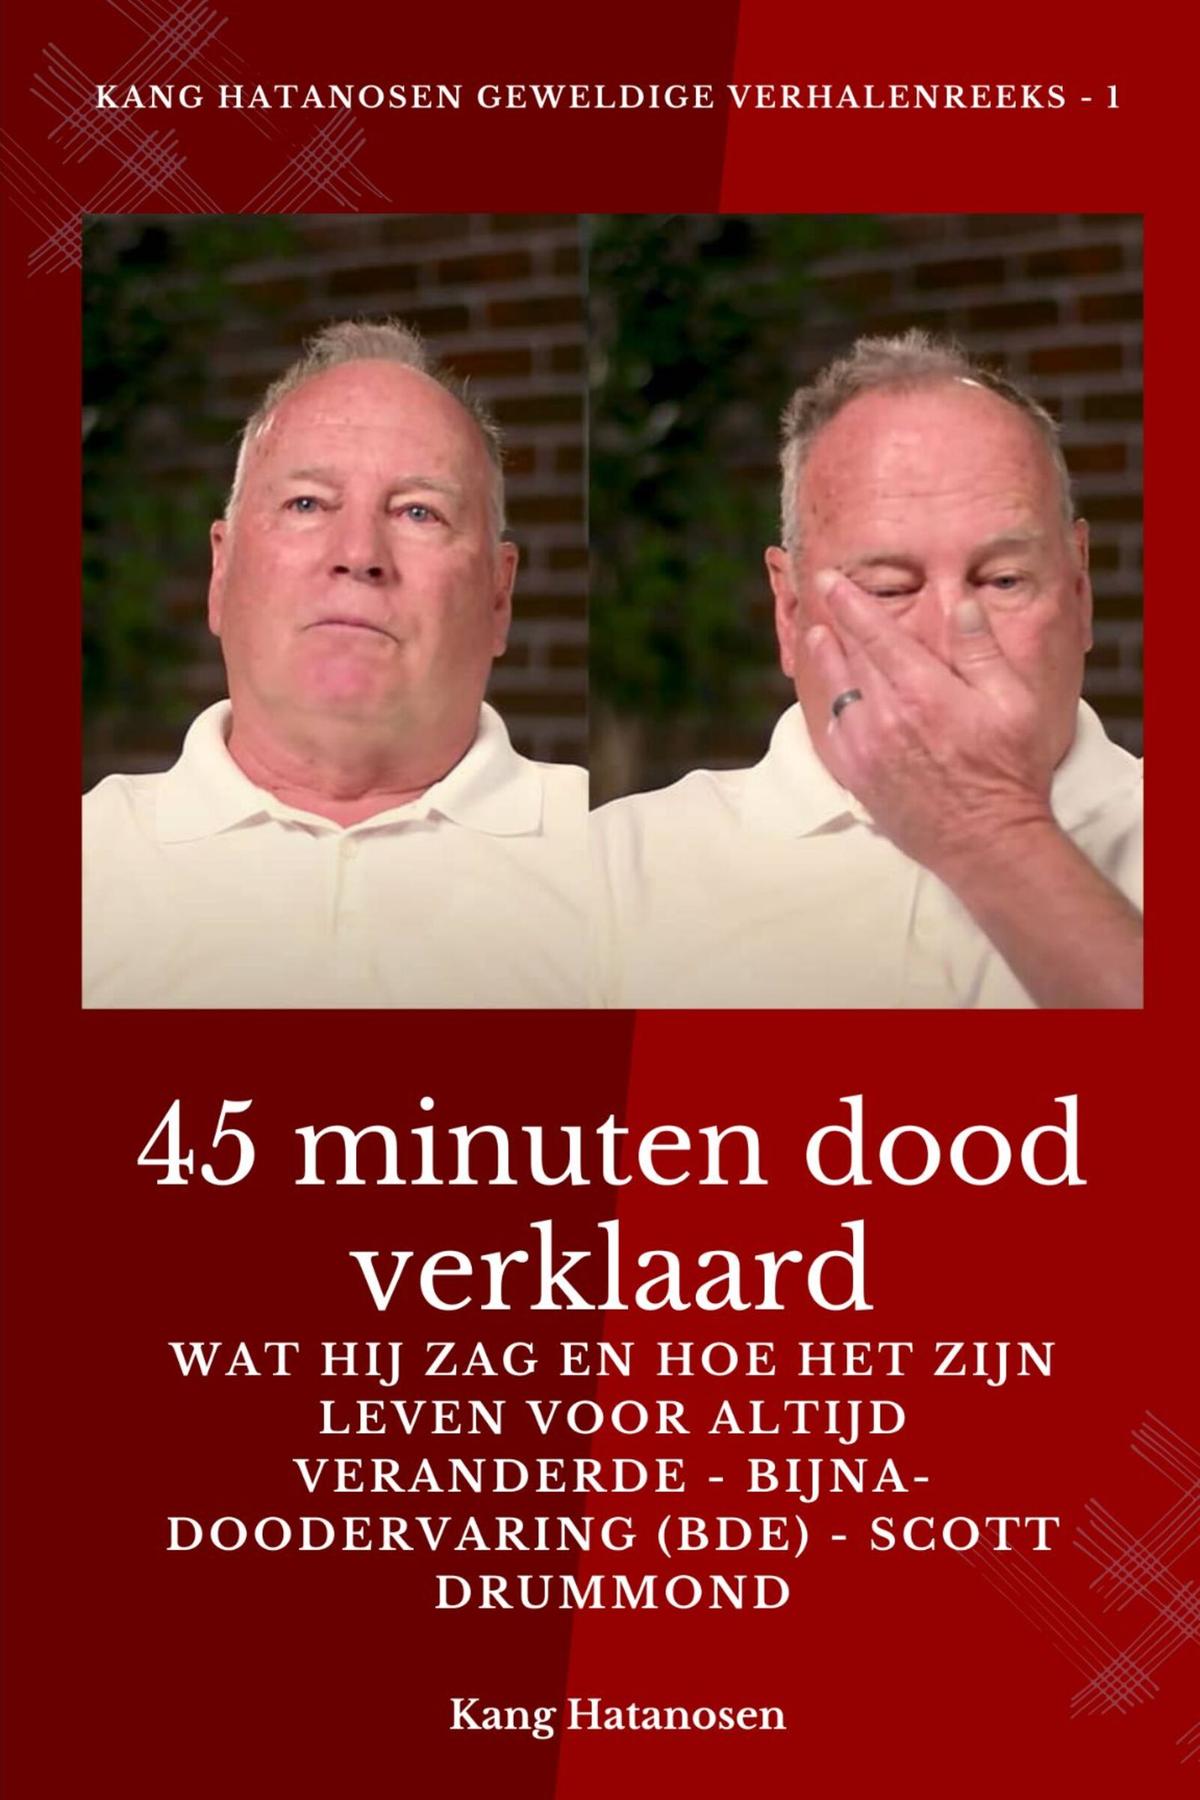 KANG HATANOSEN GEWELDIGE VERHALENREEKS - 1
45 minuten dood
verklaard
WAT HIJ ZAG EN HOE HET ZIJN
LEVEN VOOR ALTIJD
VERANDERDE - BIJNA-
DOODERVARING (BDE) - SCOTT
DRUMMOND
Kang Hatanosen